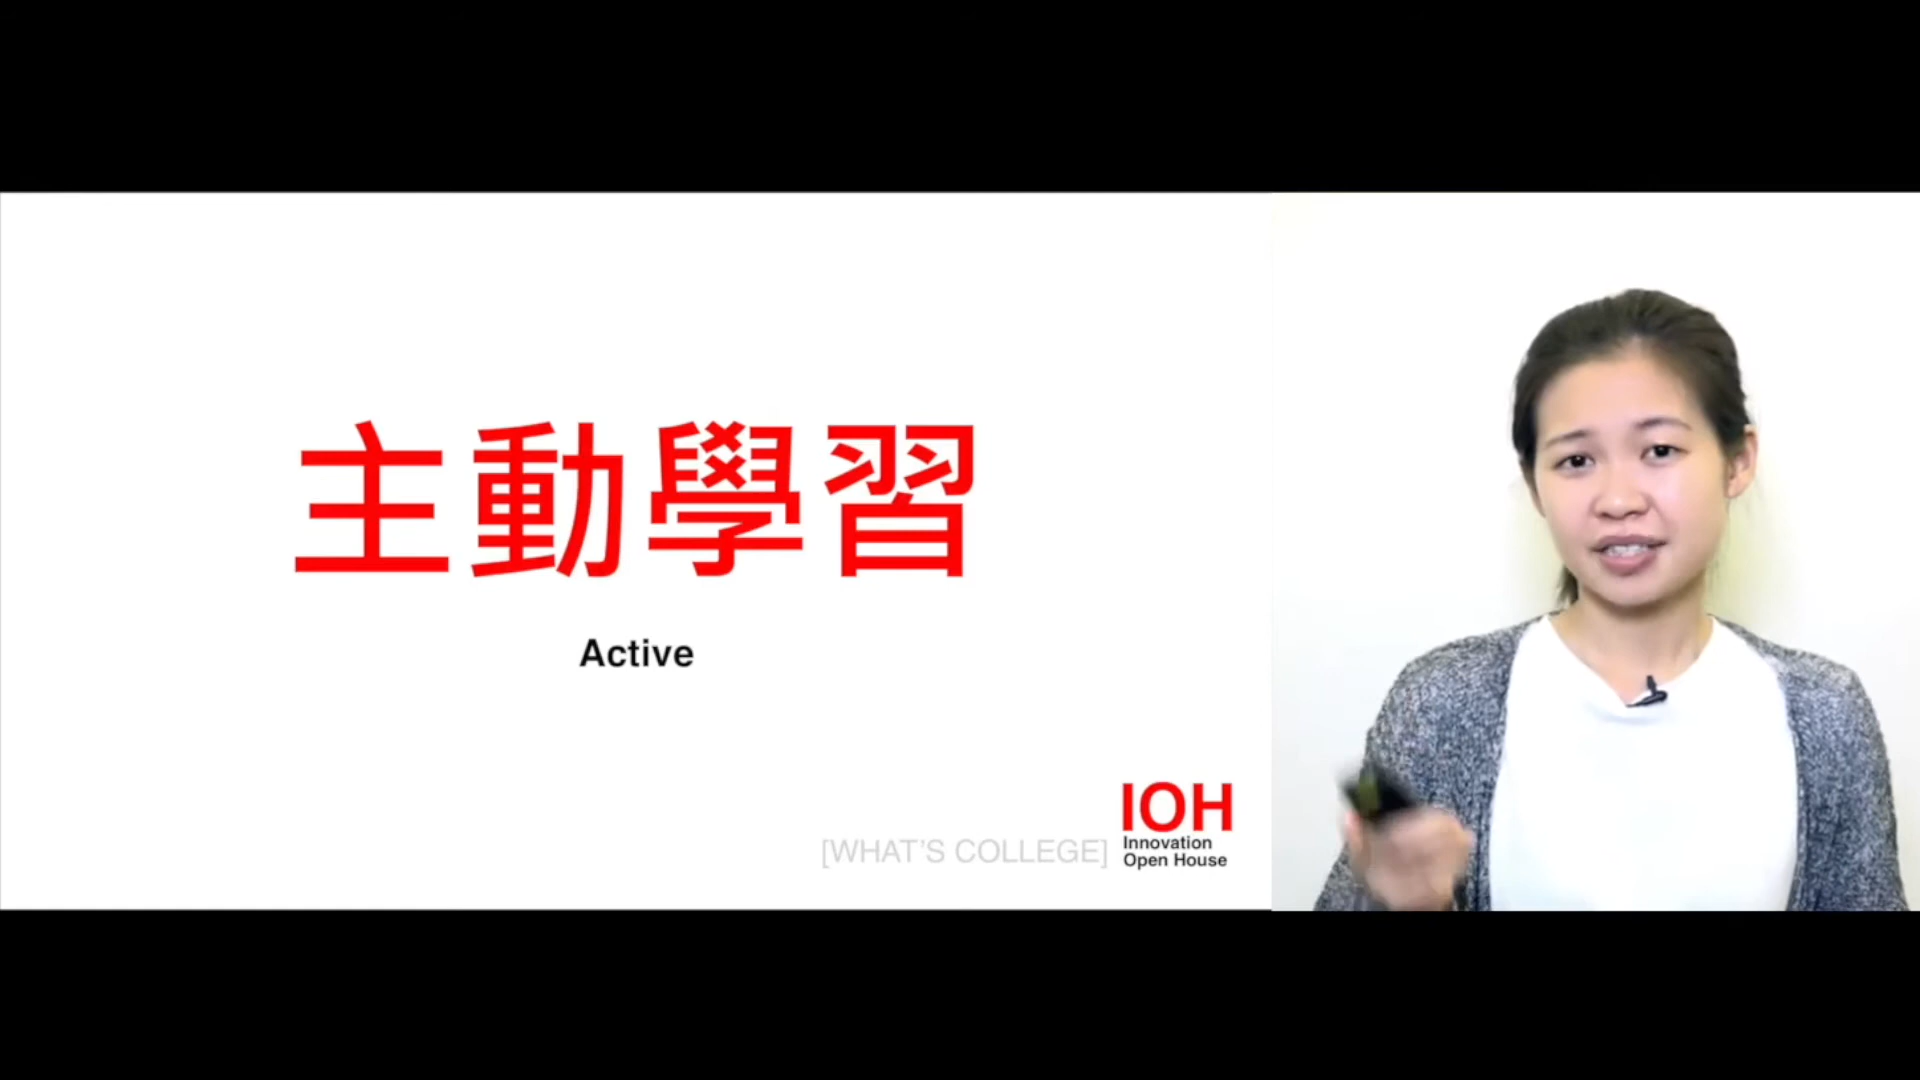 主動學習
Active
[WHAT'S COLLEGE]
IOH
Innovation
Open House